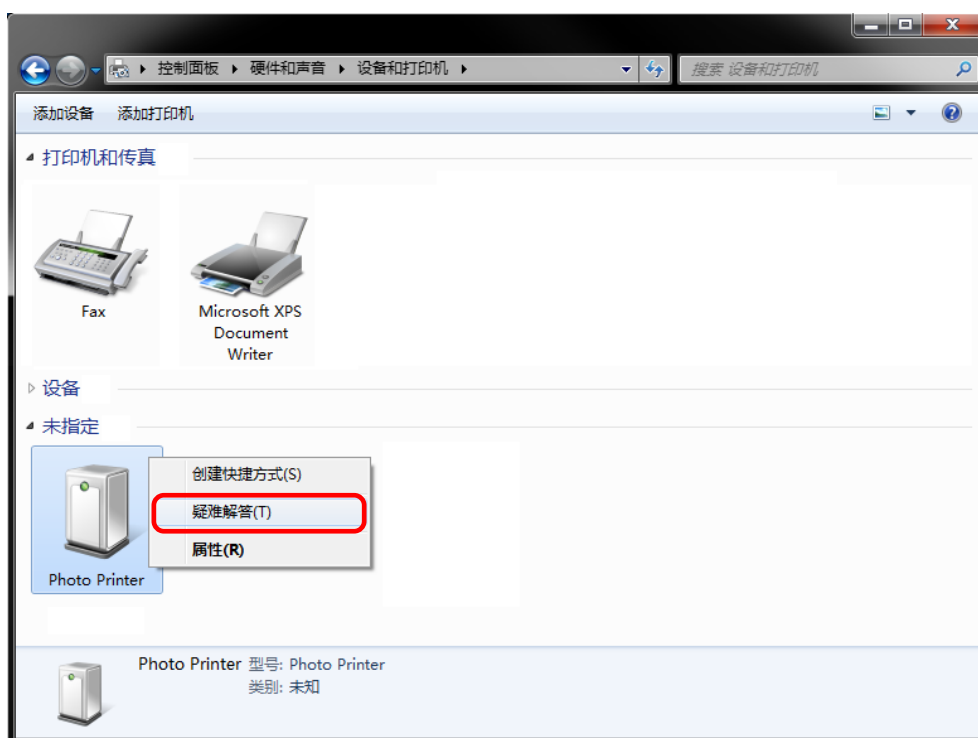 控制面板 硬件和声音 设备和打印机
搜索 设备和打印机
添加设备 添加打印机
打印机和传真
Fax
Microsoft XPS
Document
Writer
设备
未指定
创建快捷方式(S)
疑难解答(T)
属性(R)
Photo Printer
Photo Printer 型号: Photo Printer
类别: 未知